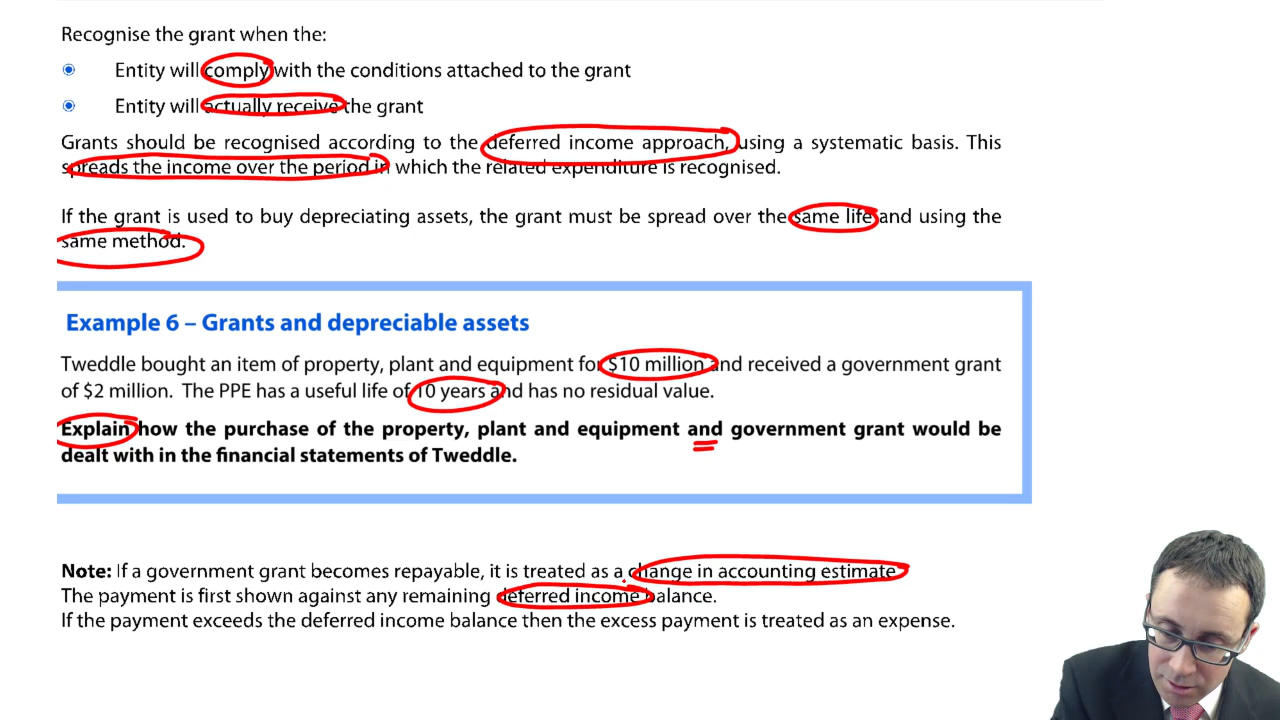 Recognise the grant when the:
Entity will comply with the conditions attached to the grant
Entity will actually receive the grant
Grants should be recognised according to the deferred income approach, using a systematic basis. This
spreads the income over the period in which the related expenditure is recognised.
If the grant is used to buy depreciating assets, the grant must be spread over the same life and using the
same method.
Example 6 – Grants and depreciable assets
Tweddle bought an item of property, plant and equipment for $10 million and received a government grant
of $2 million. The PPE has a useful life of 10 years and has no residual value.
Explain how the purchase of the property, plant and equipment and government grant would be
dealt with in the financial statements of Tweddle.
Note: If a government grant becomes repayable, it is treated as a change in accounting estimate
The payment is first shown against any remaining deferred income balance.
If the payment exceeds the deferred income balance then the excess payment is treated as an expense.